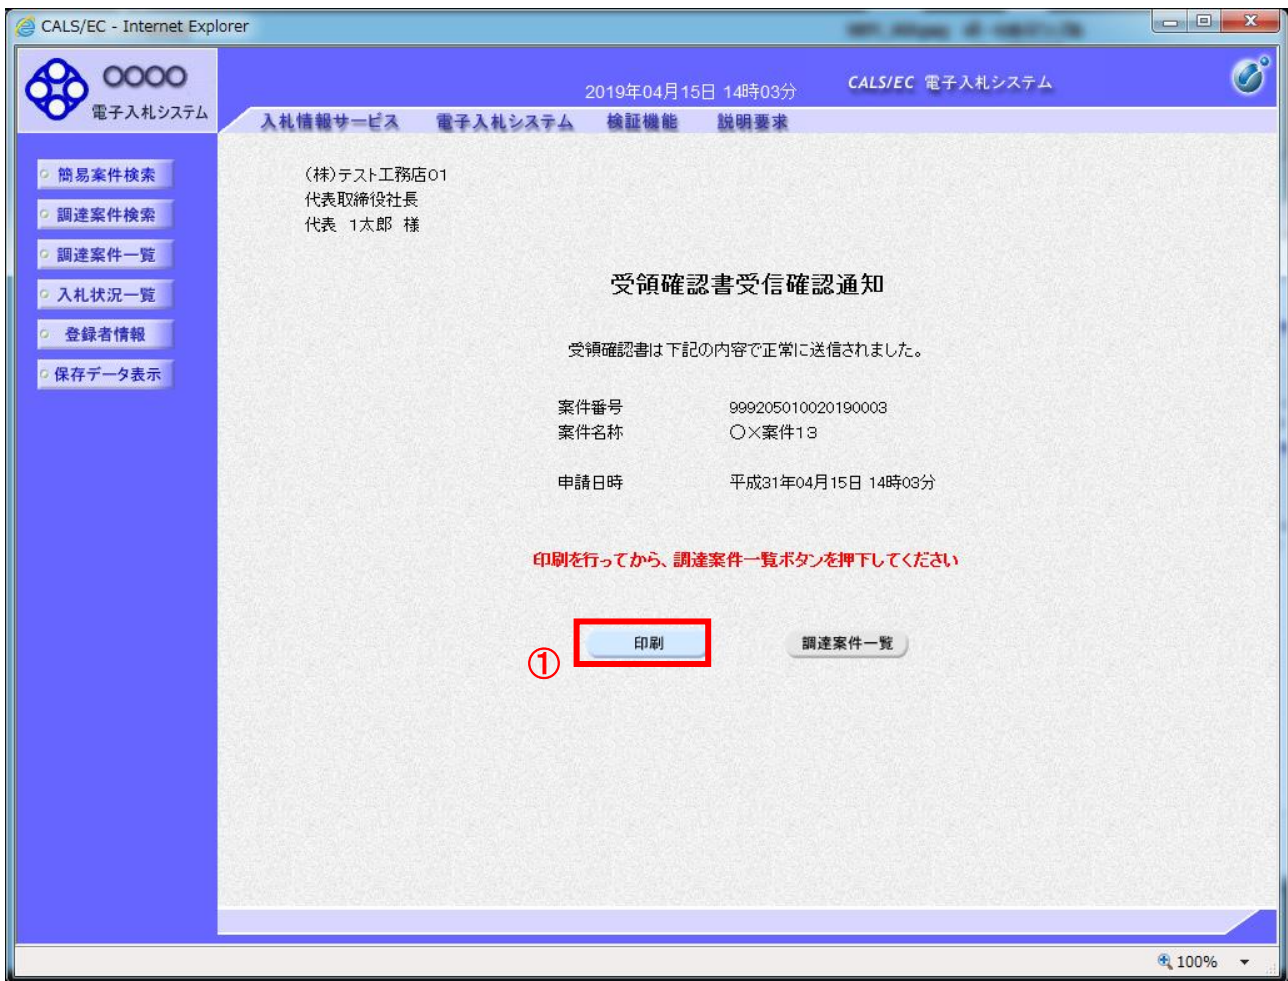 CALS/EC - Internet Explorer
○○○○
電子入札システム
2019年04月15日 14時03分
CALS/EC 電子入札システム
入札情報サービス 電子入札システム 検証機能 説明要求
簡易案件検索
調達案件検索
調達案件一覧
入札状況一覧
登録者情報
保存データ表示
(株)テスト工務店01
代表取締役社長
代表 1太郎 様
受領確認書受信確認通知
受領確認書は下記の内容で正常に送信されました。
案件番号 999205010020190003
案件名称 〇×案件13
申請日時 平成31年04月15日 14時03分
印刷を行ってから、調達案件一覧ボタンを押下してください
① 印刷 調達案件一覧
100%